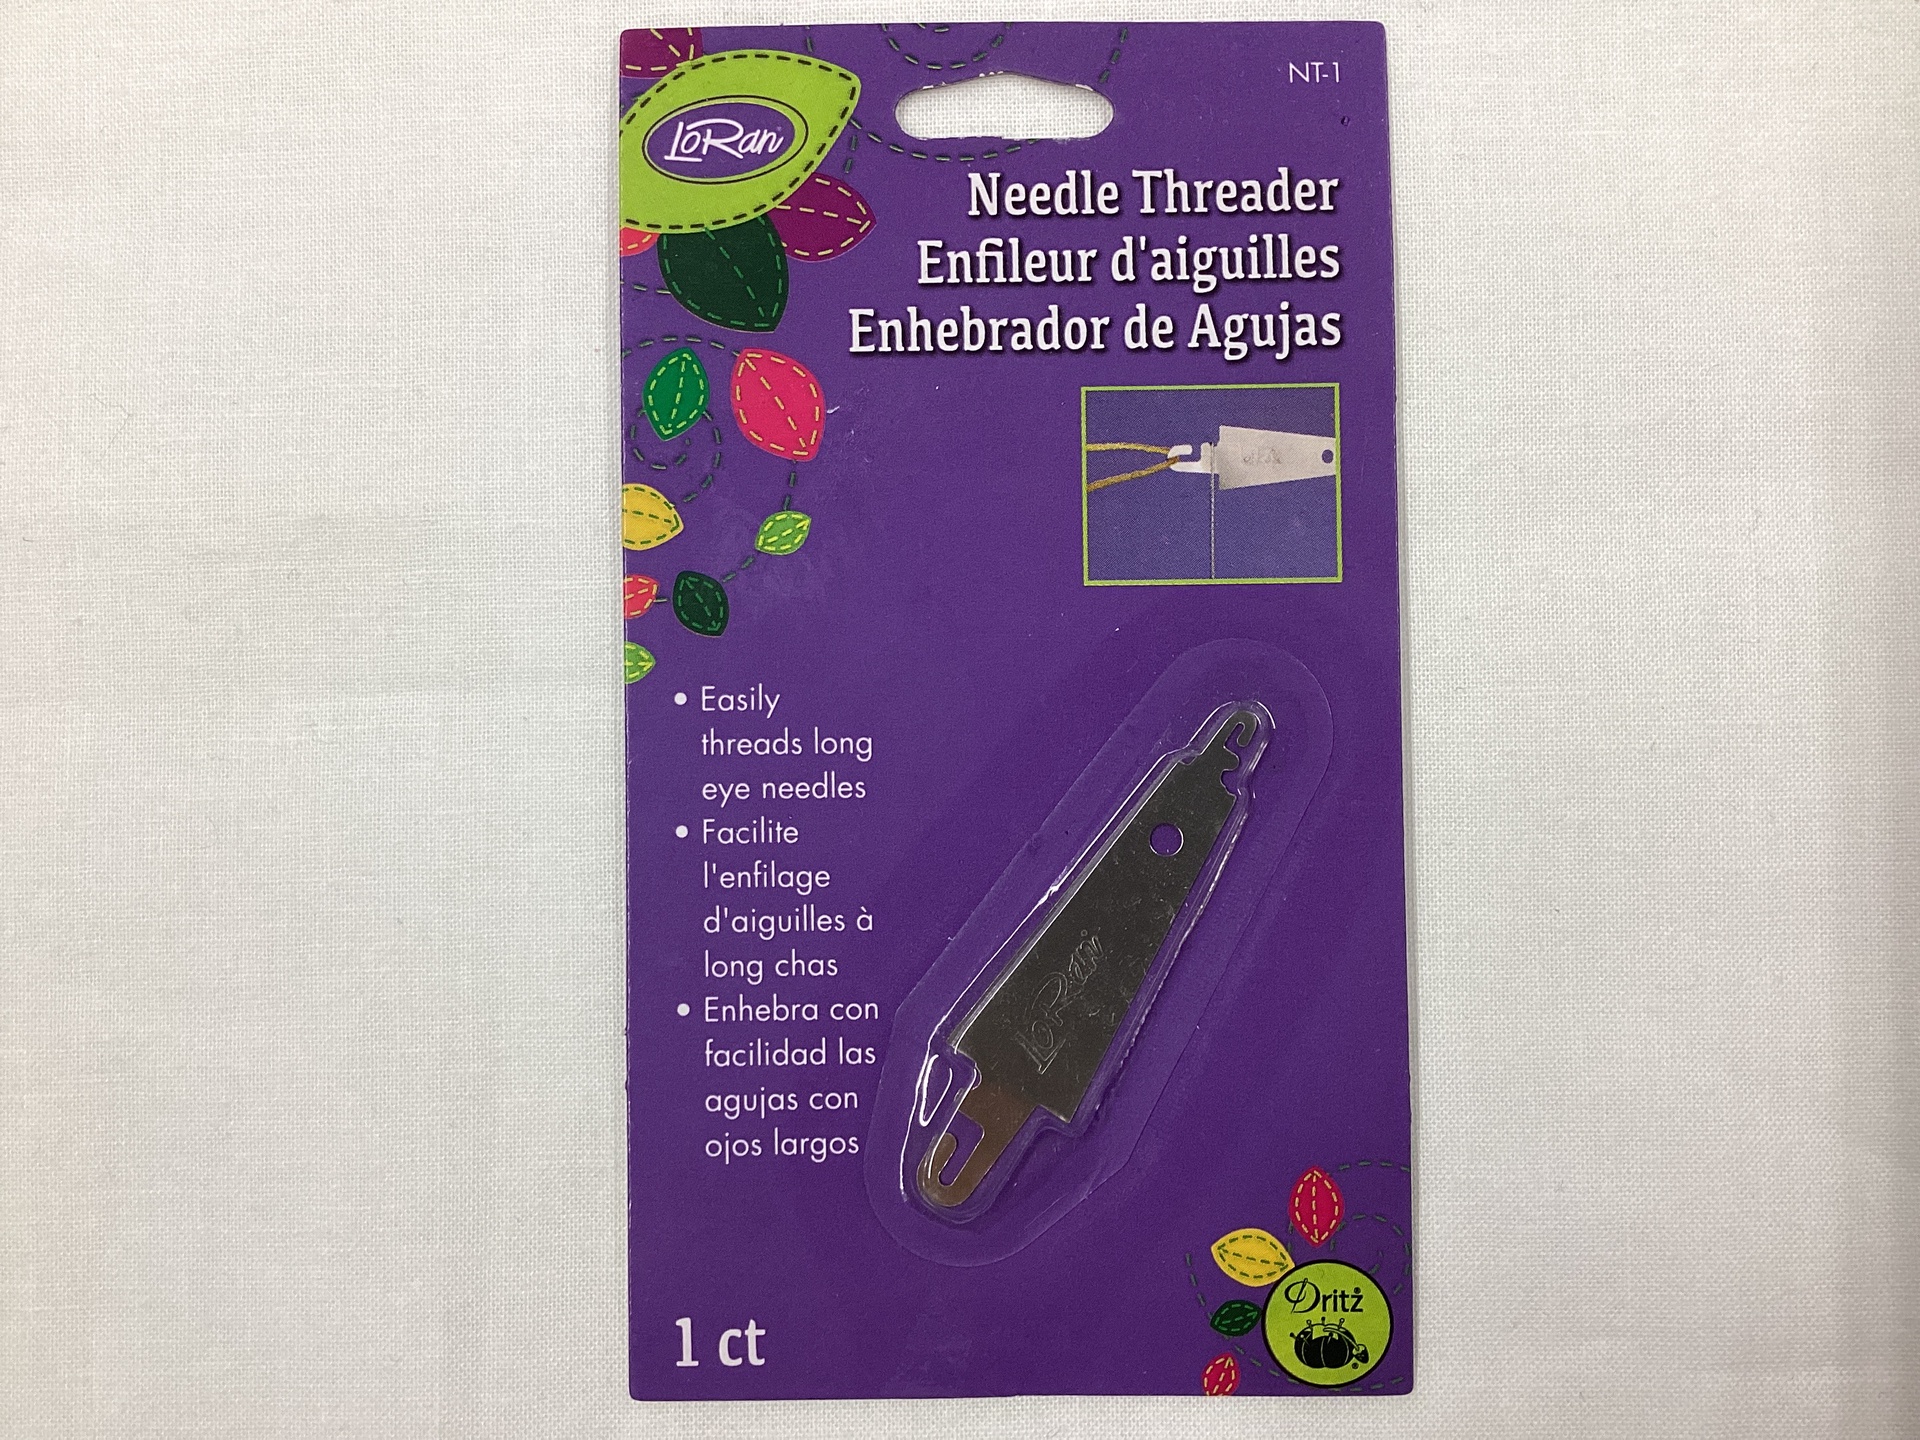 LoRan
NT-1
Needle Threader
Enfileur d'aiguilles
Enhebrador de Agujas
• Easily
threads long
eye needles
• Facilite
l'enfilage
d'aiguilles à
long chas
• Enhebra con
facilidad las
agujas con
ojos largos
LoRan
1 ct
Dritz
®